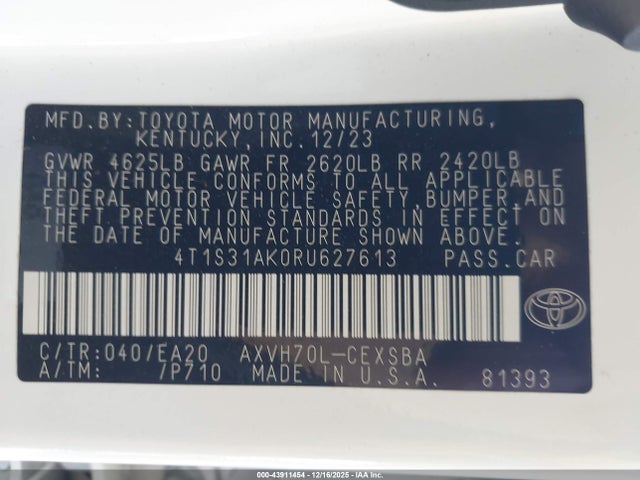 MFD.BY:TOYOTA MOTOR MANUFACTURING,
KENTUCKY, INC. 12/23
GVWR 4625LB GAWR FR 2620LB RR 2420LB
THIS VEHICLE CONFORMS TO ALL APPLICABLE
FEDERAL MOTOR VEHICLE SAFETY,BUMPER,AND
THEFT PREVENTION STANDARDS IN EFFECT ON
THE DATE OF MANUFACTURE SHOWN ABOVE.
4T1S31AK0RU627613 PASS.CAR
C/TR:040/EA20 AXVH70L-CEXSBA
A/TM: /P710 MADE IN U.S.A. 81393
000-43911454 | 12/16/2025 | IAA Inc.